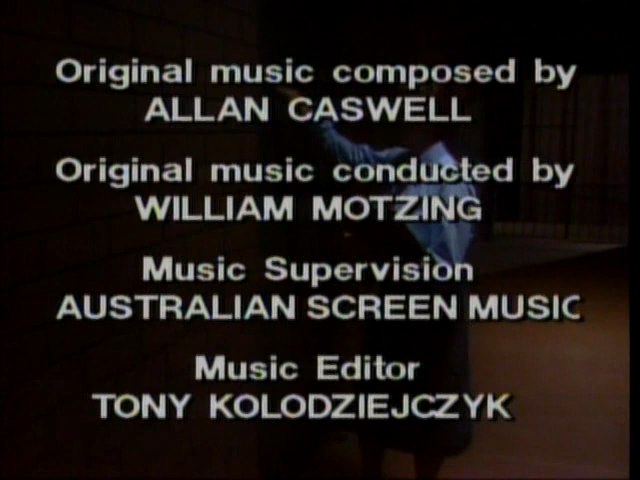 Original music composed by
ALLAN CASWELL
Original music conducted by
WILLIAM MOTZING
Music Supervision
AUSTRALIAN SCREEN MUSIC
Music Editor
TONY KOLODZIEJCZYK